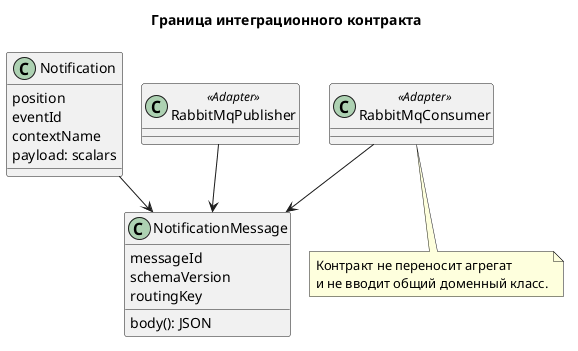 Граница интеграционного контракта
C Notification
position
eventId
contextName
payload: scalars
«Adapter»
C RabbitMqPublisher
«Adapter»
C RabbitMqConsumer
C NotificationMessage
messageId
schemaVersion
routingKey
body(): JSON
Контракт не переносит агрегат
и не вводит общий доменный класс.